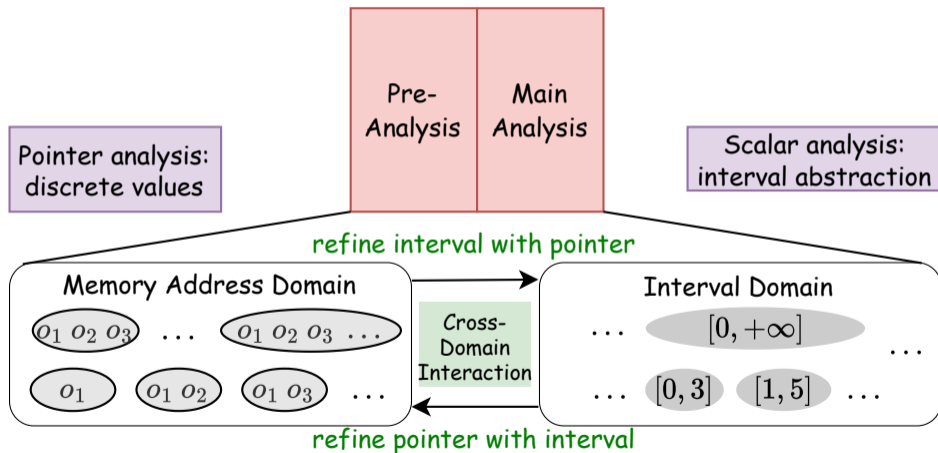 Pre-
Analysis
Main
Analysis
Pointer analysis:
discrete values
Scalar analysis:
interval abstraction
refine interval with pointer
Memory Address Domain
o₁ o₂ o₃ ... o₁ o₂ o₃ ...
o₁ o₁ o₂ o₁ o₃ ...
Cross-
Domain
Interaction
Interval Domain
... [0, +∞] ...
... [0, 3] [1, 5] ...
refine pointer with interval